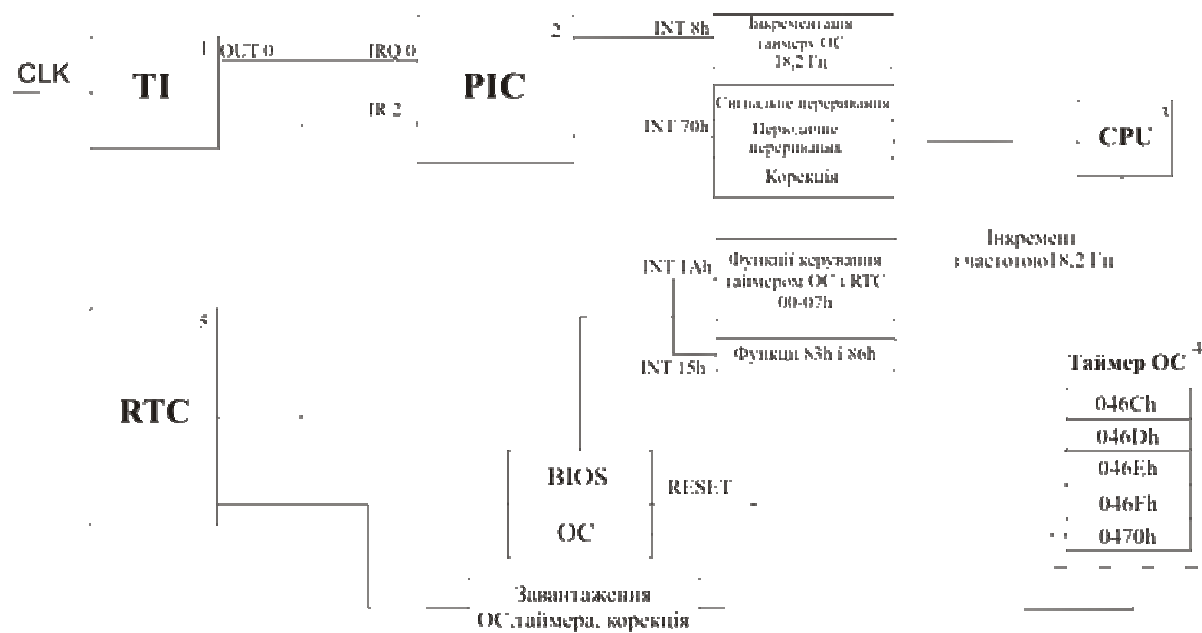 CLK
TI
1
OUT 0
IRQ 0
IR 2
PIC
2
INT 8h
Інкрементація
таймеру ОС
18,2 Гц
INT 70h
Сигнальне переривання
Періодичне
переривання
Корекція
CPU
3
INT 1Ah
Функції керування
таймером ОС і RTC
00-07h
INT 15h
Функції 83h і 86h
Інкремент
з частотою 18,2 Гц
RTC
BIOS
ОС
RESET
Таймер ОС
4
046Ch
046Dh
046Eh
046Fh
0470h
Завантаження
ОС.таймера, корекція